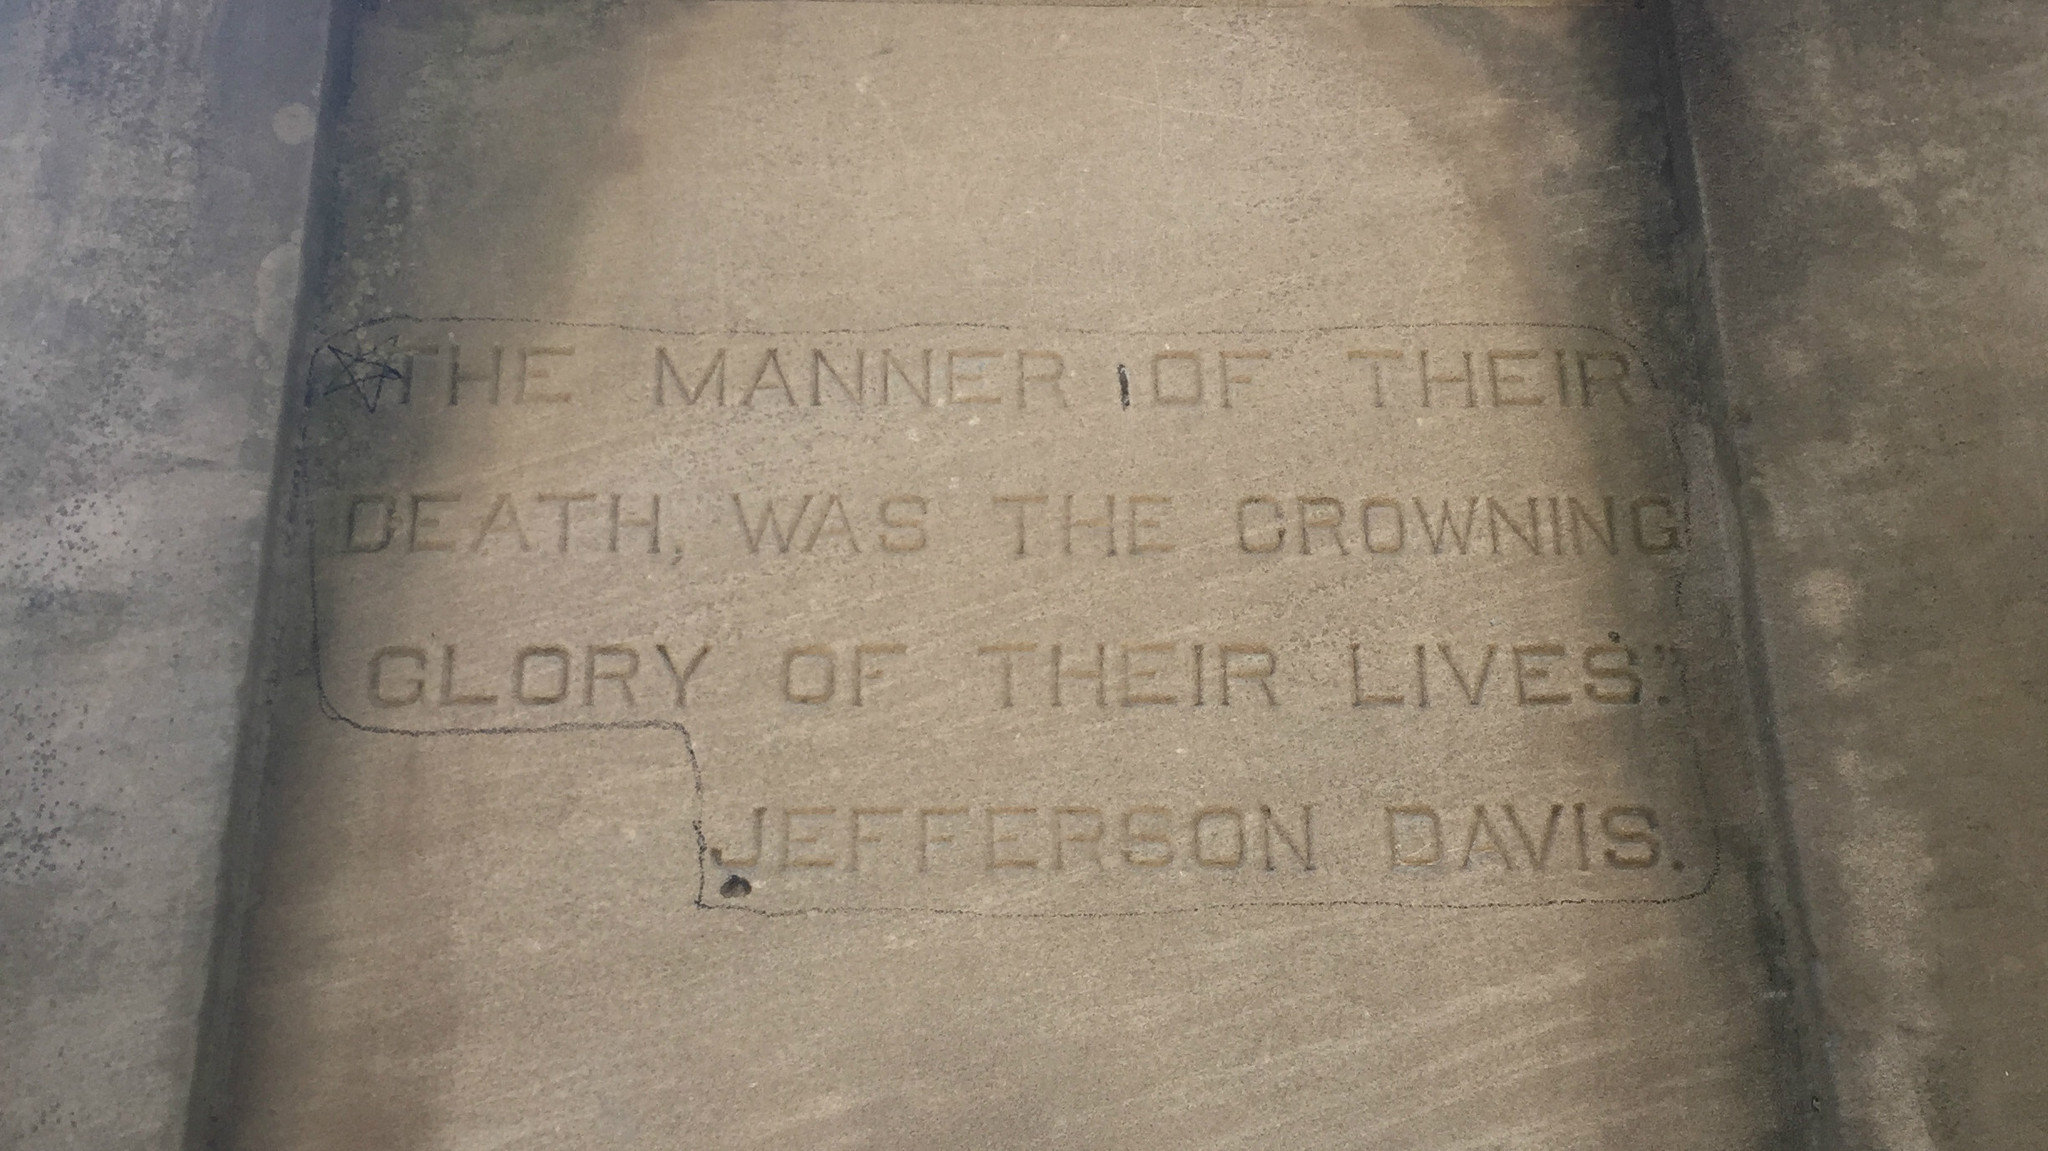 THE MANNER OF THEIR
DEATH, WAS THE CROWNING
GLORY OF THEIR LIVES."
JEFFERSON DAVIS.